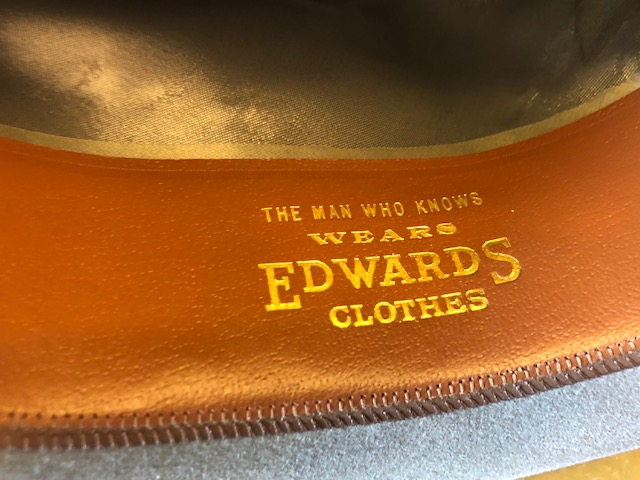 THE MAN WHO KNOWS
WEARS
EDWARDS
CLOTHES